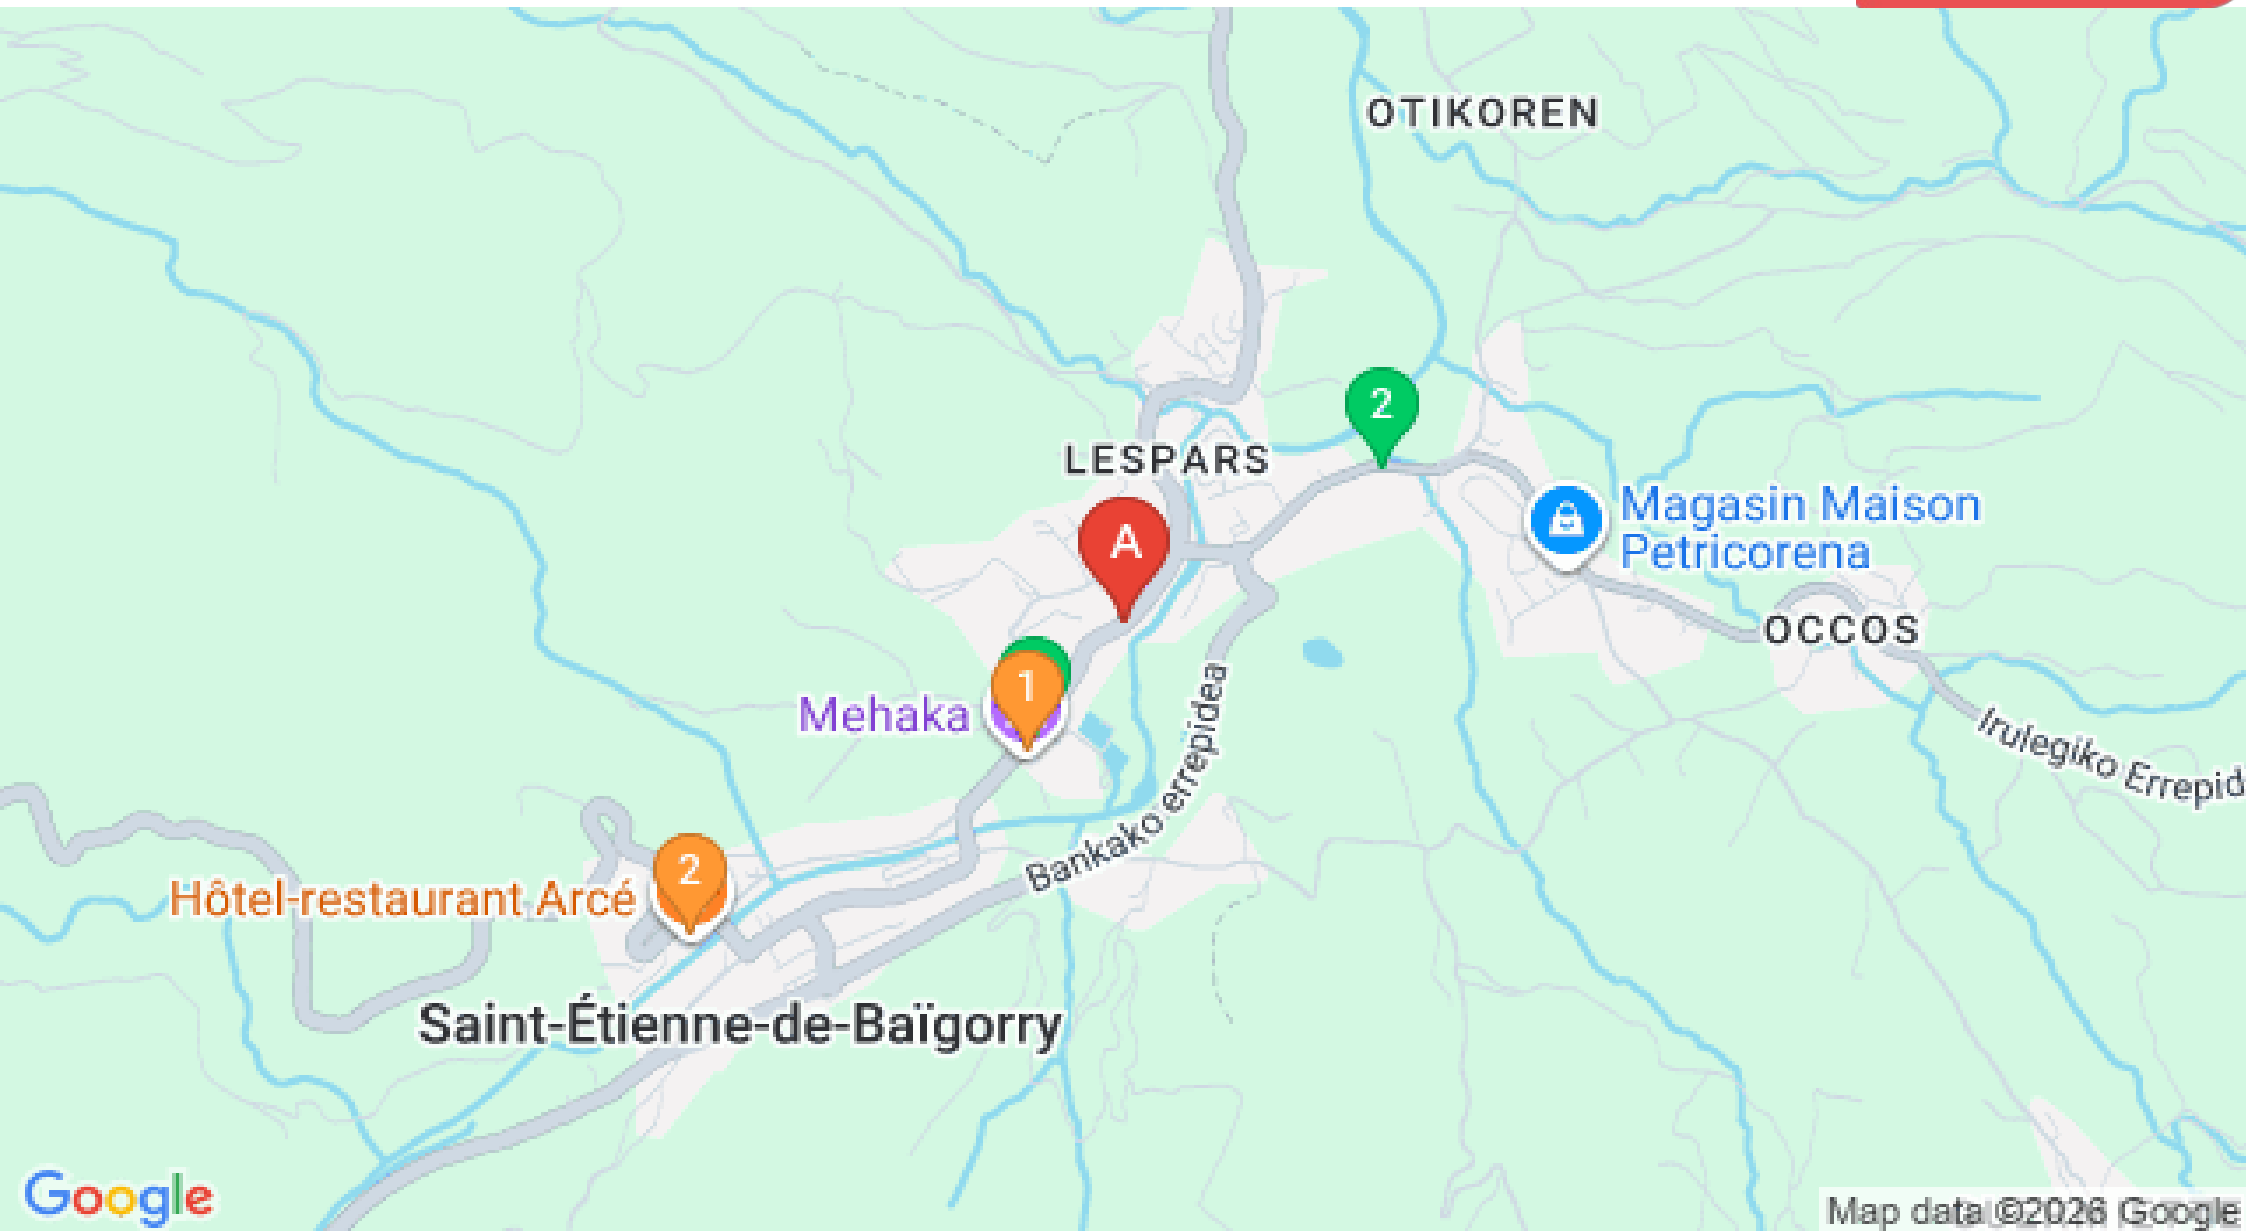 OTIKOREN
2
LESPARS
A
Magasin Maison
Petricorena
OCCOS
1
Mehaka
Bankako errepidea
Irulegiko Errepid
2
Hôtel-restaurant Arcé
Saint-Étienne-de-Baïgorry
Google
Map data ©2026 Google